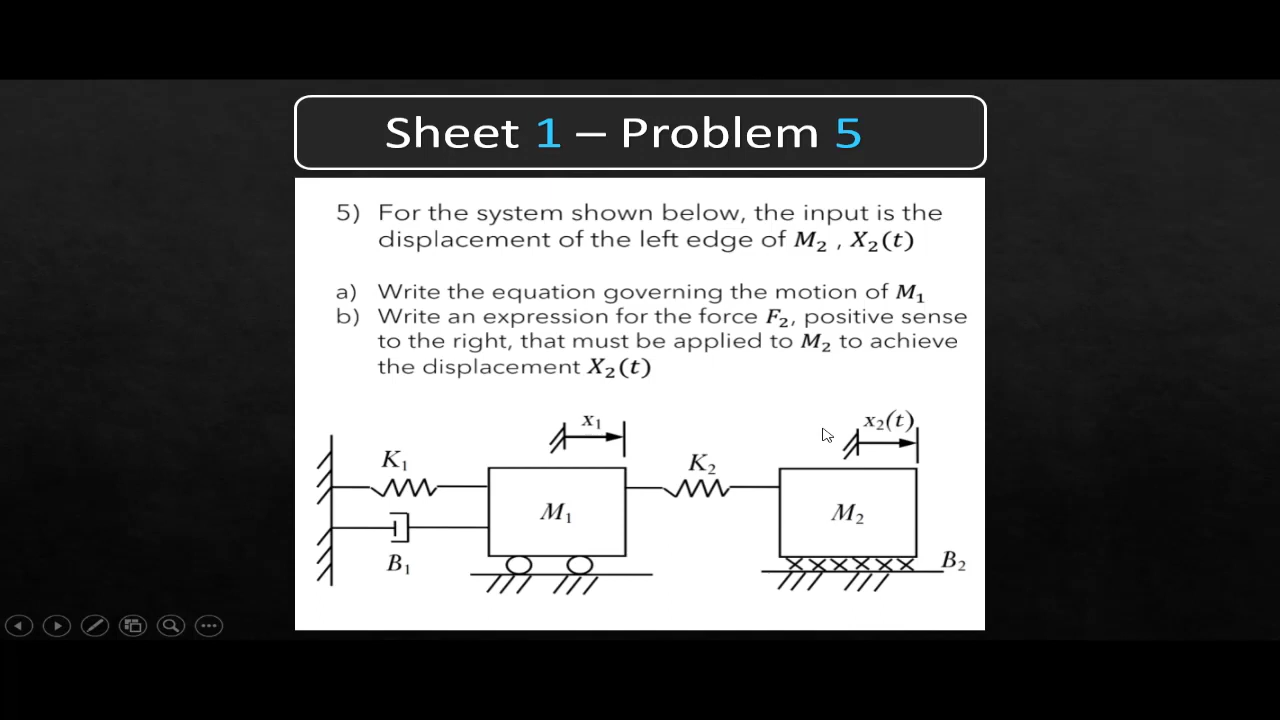 Sheet 1 – Problem 5
5) For the system shown below, the input is the
displacement of the left edge of M₂ , X₂(t)
a) Write the equation governing the motion of M₁
b) Write an expression for the force F₂, positive sense
to the right, that must be applied to M₂ to achieve
the displacement X₂(t)
x₁
x₂(t)
K₁
K₂
M₁
M₂
B₁
B₂